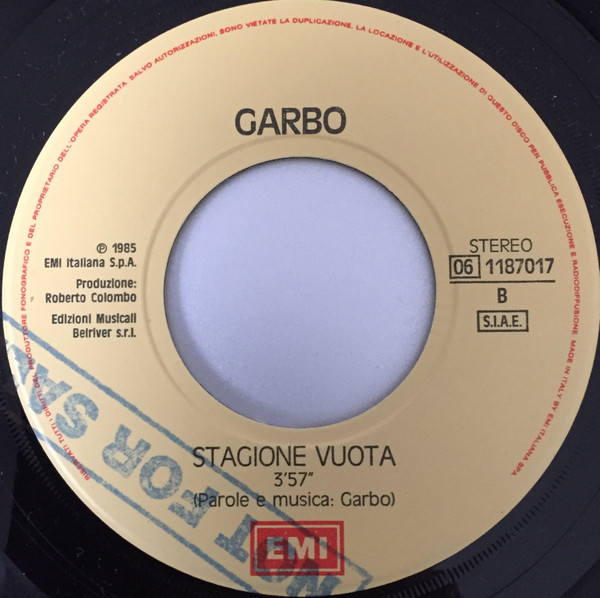 RISERVATI TUTTI I DIRITTI DEL PRODUTTORE FONOGRAFICO E DEL PROPRIETARIO DELL'OPERA REGISTRATA. SALVO AUTORIZZAZIONI, SONO VIETATE LA DUPLICAZIONE, LA LOCAZIONE E L'UTILIZZAZIONE DI QUESTO DISCO PER PUBBLICA ESECUZIONE E RADIODIFFUSIONE. MADE IN ITALY BY EMI ITALIANA SPA
GARBO
℗ 1985
EMI Italiana S.p.A.
Produzione:
Roberto Colombo
Edizioni Musicali
Belriver s.r.l.
STEREO
06 1187017
B
S.I.A.E.
STAGIONE VUOTA
3'57"
(Parole e musica: Garbo)
EMI
NOT FOR SA